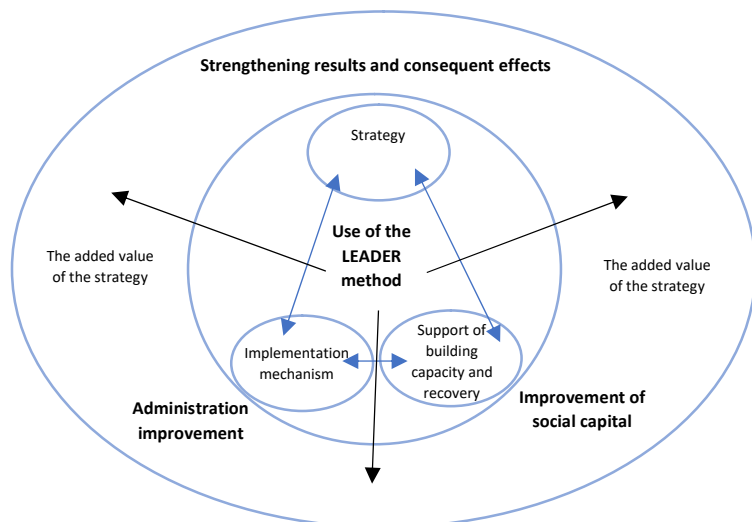 Strengthening results and consequent effects
Strategy
Use of the
LEADER
method
The added value
of the strategy
The added value
of the strategy
Implementation
mechanism
Support of
building
capacity and
recovery
Administration
improvement
Improvement of
social capital